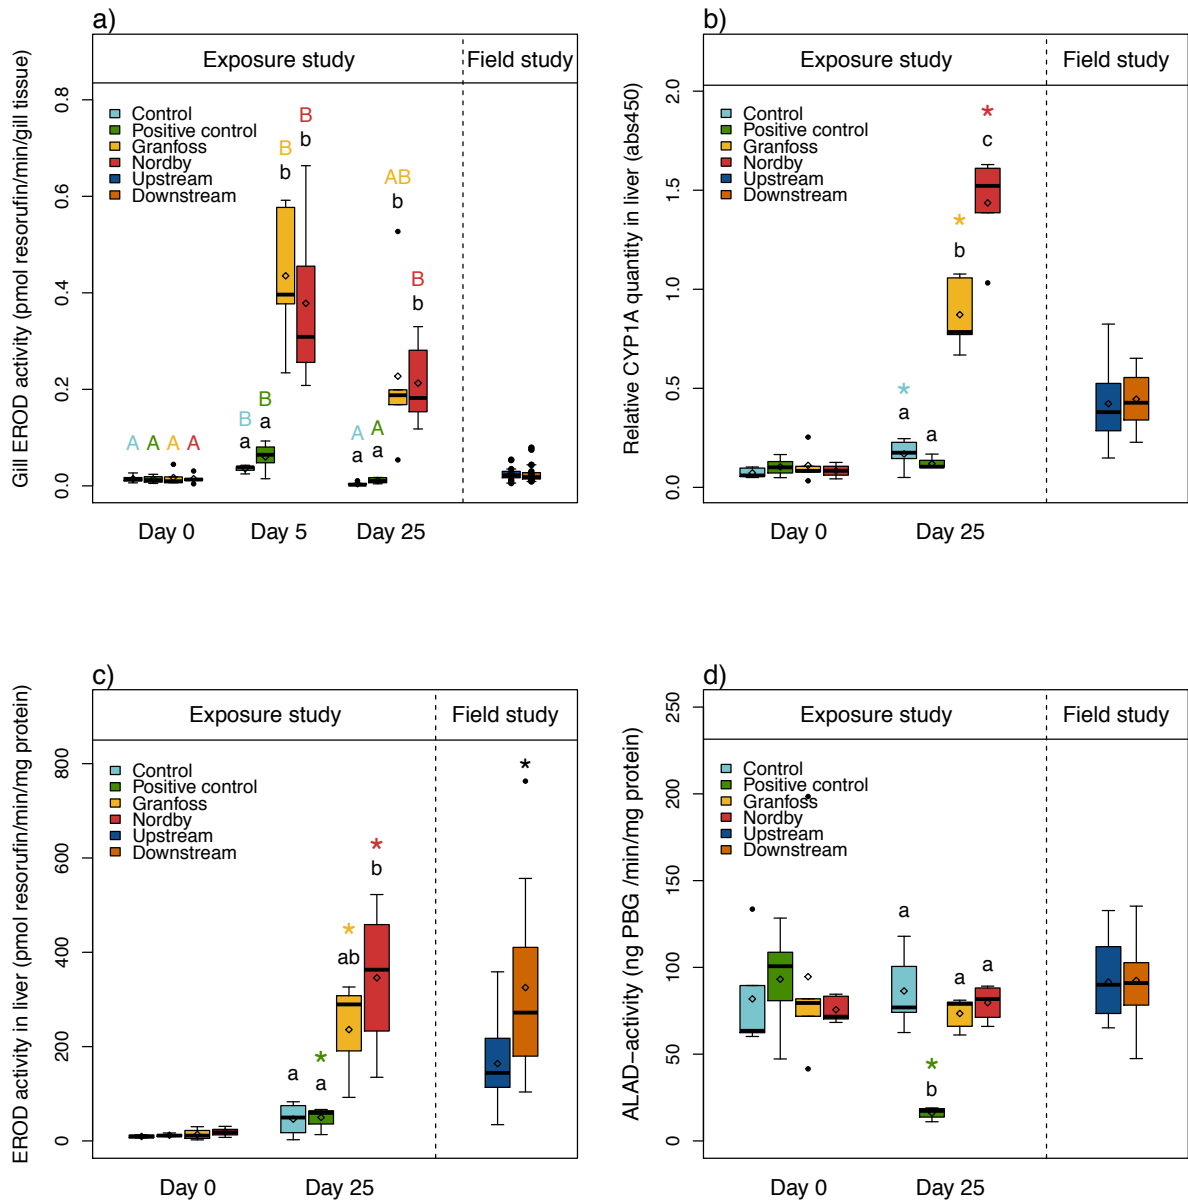 a)
Exposure study
Field study
Gill EROD activity (pmol resorufin/min/gill tissue)
0.8
0.6
0.4
0.2
0.0
Control
Positive control
Granfoss
Nordby
Upstream
Downstream
A A A A
B
a
B
a
B
b
B
b
A
a
A
a
AB
b
B
b
Day 0
Day 5
Day 25
b)
Exposure study
Field study
Relative CYP1A quantity in liver (abs450)
2.0
1.5
1.0
0.5
0.0
Control
Positive control
Granfoss
Nordby
Upstream
Downstream
*
a
a
*
b
*
c
Day 0
Day 25
c)
Exposure study
Field study
EROD activity in liver (pmol resorufin/min/mg protein)
800
600
400
200
0
Control
Positive control
Granfoss
Nordby
Upstream
Downstream
a
*
a
*
ab
*
b
*
Day 0
Day 25
d)
Exposure study
Field study
ALAD−activity (ng PBG /min/mg protein)
250
200
150
100
50
0
Control
Positive control
Granfoss
Nordby
Upstream
Downstream
a
*
b
a
a
Day 0
Day 25